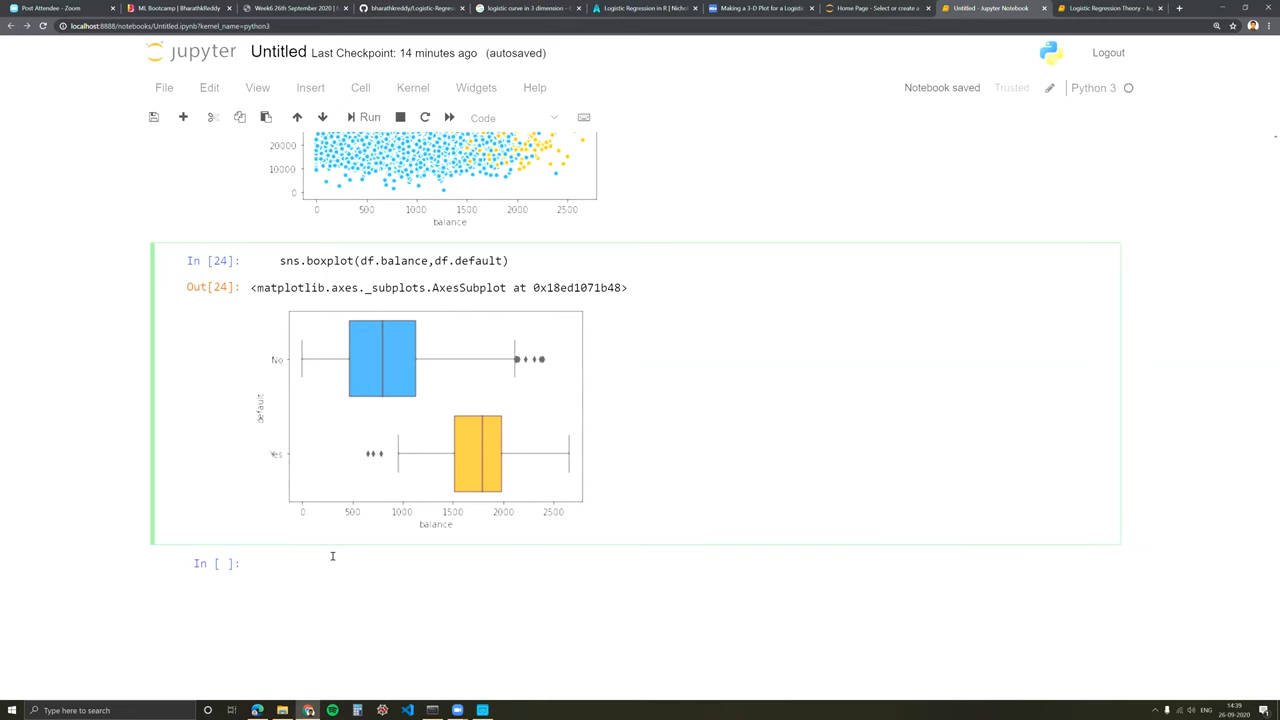 Post Attendee - Zoom
ML Bootcamp | BharathKReddy
Week6 26th September 2020 |
bharathkreddy/Logistic-Regres
logistic curve in 3 dimension -
Logistic Regression in R | Nichol
Making a 3-D Plot for a Logistic
Home Page - Select or create a
Untitled - Jupyter Notebook
Logistic Regression Theory - Ju
localhost:8888/notebooks/Untitled.ipynb?kernel_name=python3
jupyter Untitled Last Checkpoint: 14 minutes ago (autosaved)
Logout
File Edit View Insert Cell Kernel Widgets Help
Notebook saved Trusted Python 3
Run Code
20000
10000
0
0 500 1000 1500 2000 2500
balance
In [24]: sns.boxplot(df.balance,df.default)
Out[24]: <matplotlib.axes._subplots.AxesSubplot at 0x18ed1071b48>
No
default
Yes
0 500 1000 1500 2000 2500
balance
In [ ]:
Type here to search
ENG
14:39
26-09-2020